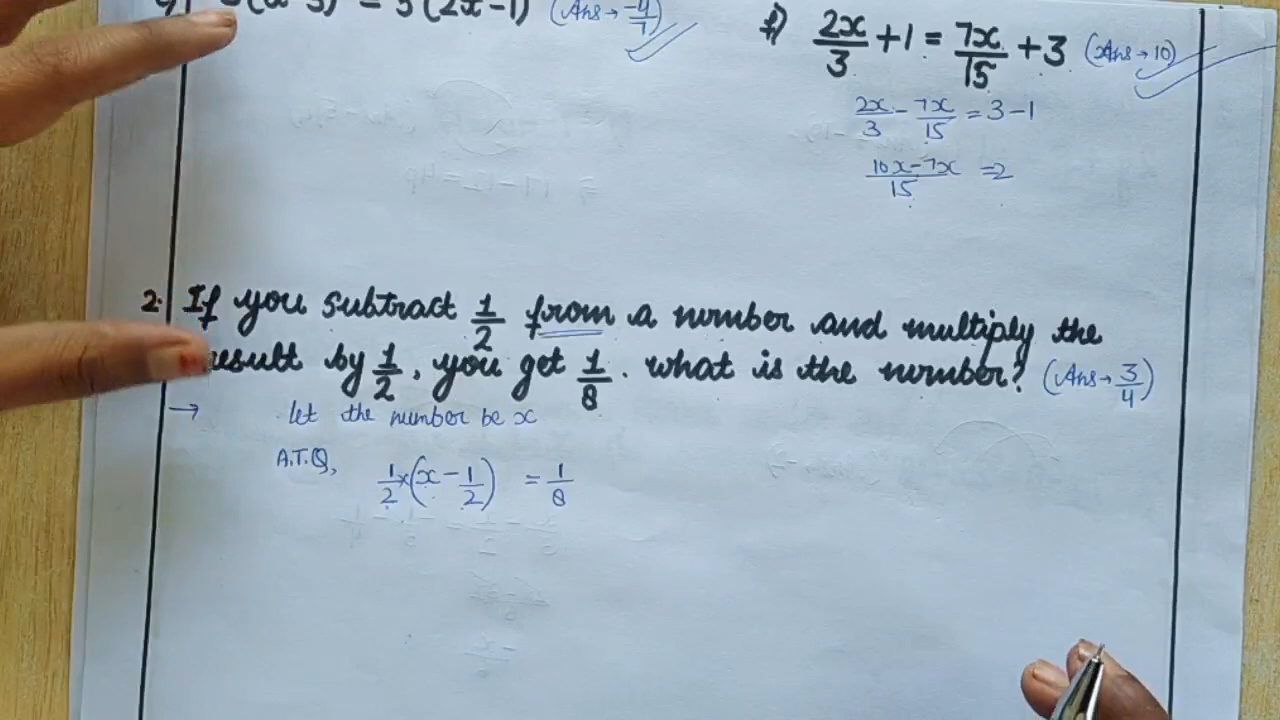 = 3(2x-1) (Ans → -4/7)
f) 2x/3 + 1 = 7x/15 + 3 (Ans → 10)
2x/3 - 7x/15 = 3-1
10x-7x/15 = 2
2. If you subtract 1/2 from a number and multiply the
result by 1/2, you get 1/8. what is the number? (Ans → 3/4)
→ let the number be x
A.T.Q, 1/2 × (x - 1/2) = 1/8